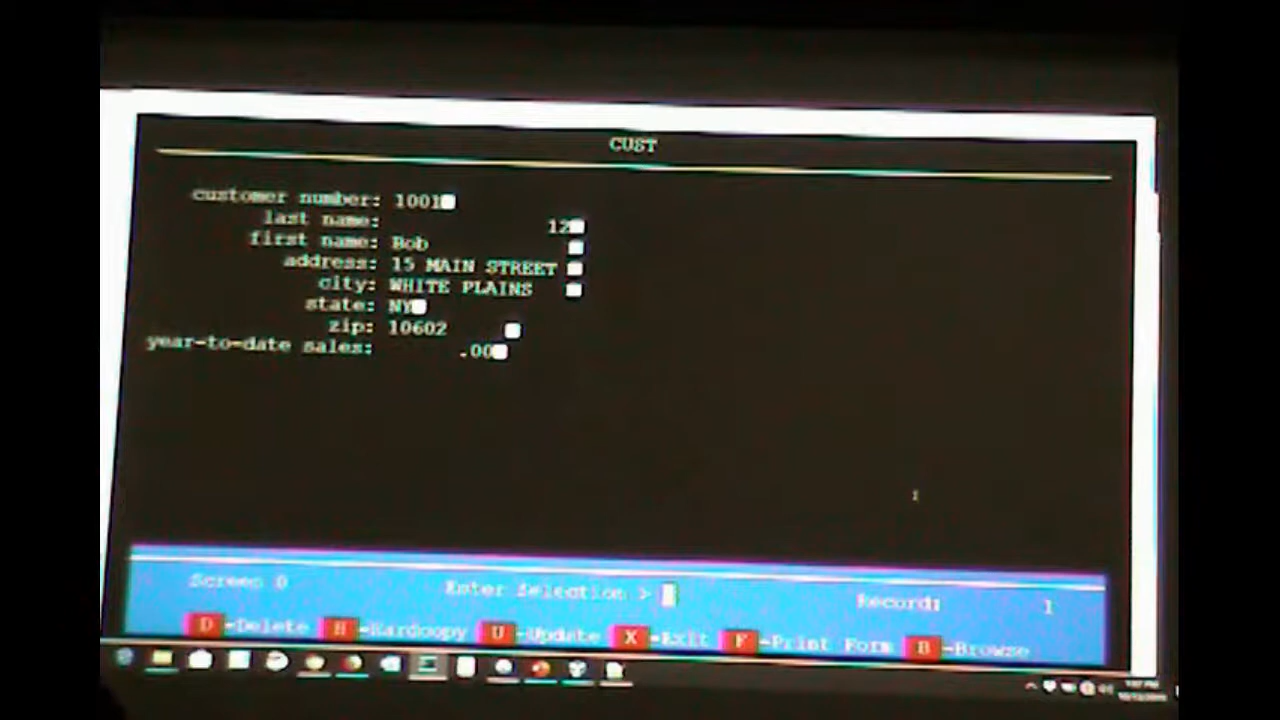 CUST
customer number: 1001
last name: 12
first name: Bob
address: 15 MAIN STREET
city: WHITE PLAINS
state: NY
zip: 10602
year-to-date sales: .00
Screen 0 Enter Selection > Record: 1
D-Delete H-Hardcopy U-Update X-Exit F-Print Form B-Browse